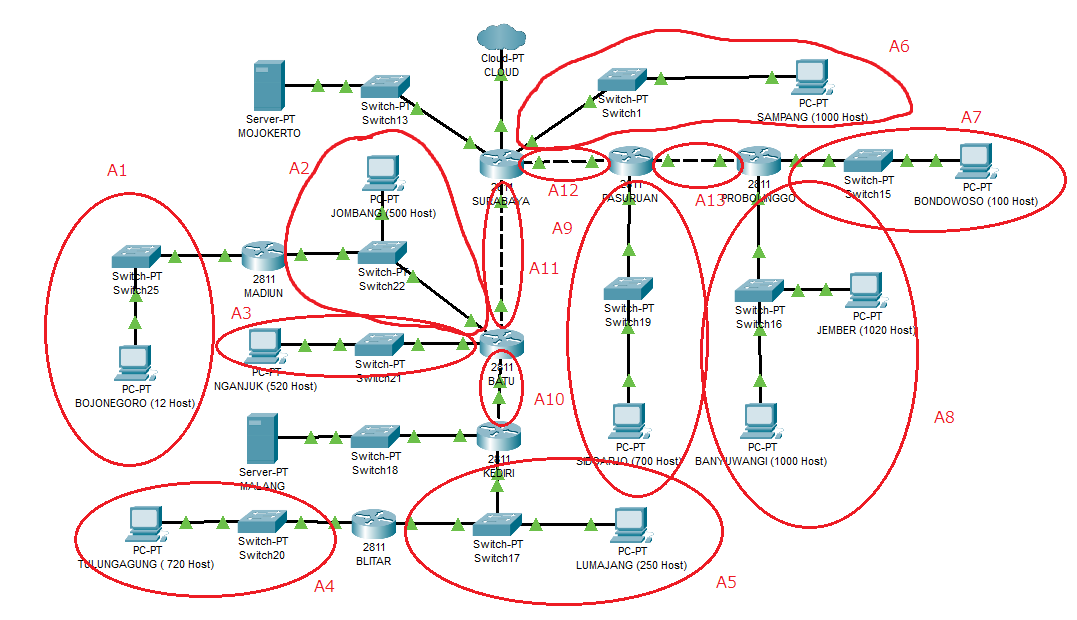 Cloud-PT
CLOUD
A6
Server-PT
MOJOKERTO
Switch-PT
Switch13
Switch-PT
Switch1
PC-PT
SAMPANG (1000 Host)
A7
A1
A2
PC-PT
JOMBANG (500 Host)
2811
SURABAYA
A12
2811
PASURUAN
A13
2811
PROBOLINGGO
Switch-PT
Switch15
PC-PT
BONDOWOSO (100 Host)
Switch-PT
Switch25
2811
MADIUN
Switch-PT
Switch22
A11
A9
Switch-PT
Switch19
Switch-PT
Switch16
PC-PT
JEMBER (1020 Host)
A3
PC-PT
NGANJUK (520 Host)
Switch-PT
Switch21
2811
BATU
PC-PT
BOJONEGORO (12 Host)
A10
A8
Server-PT
MALANG
Switch-PT
Switch18
2811
KEDIRI
PC-PT
SIDOARJO (700 Host)
PC-PT
BANYUWANGI (1000 Host)
PC-PT
TULUNGAGUNG ( 720 Host)
Switch-PT
Switch20
2811
BLITAR
Switch-PT
Switch17
PC-PT
LUMAJANG (250 Host)
A4
A5